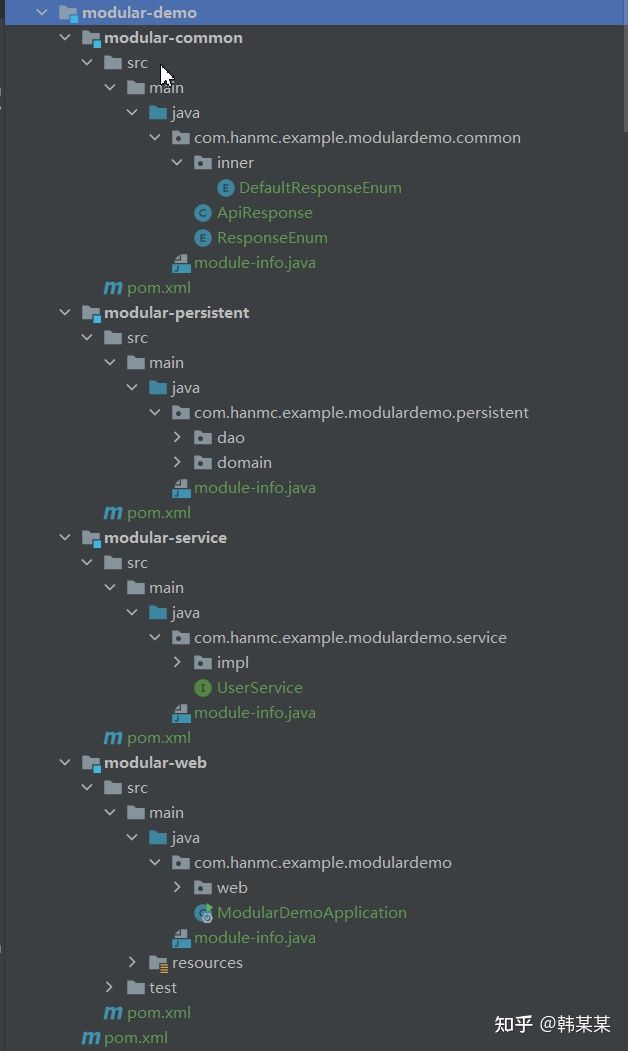 modular-demo
modular-common
src
main
java
com.hanmc.example.modulardemo.common
inner
E DefaultResponseEnum
C ApiResponse
E ResponseEnum
module-info.java
m pom.xml
modular-persistent
src
main
java
com.hanmc.example.modulardemo.persistent
dao
domain
module-info.java
m pom.xml
modular-service
src
main
java
com.hanmc.example.modulardemo.service
impl
I UserService
module-info.java
m pom.xml
modular-web
src
main
java
com.hanmc.example.modulardemo
web
ModularDemoApplication
module-info.java
resources
test
m pom.xml
知乎 @韩某某
m pom.xml